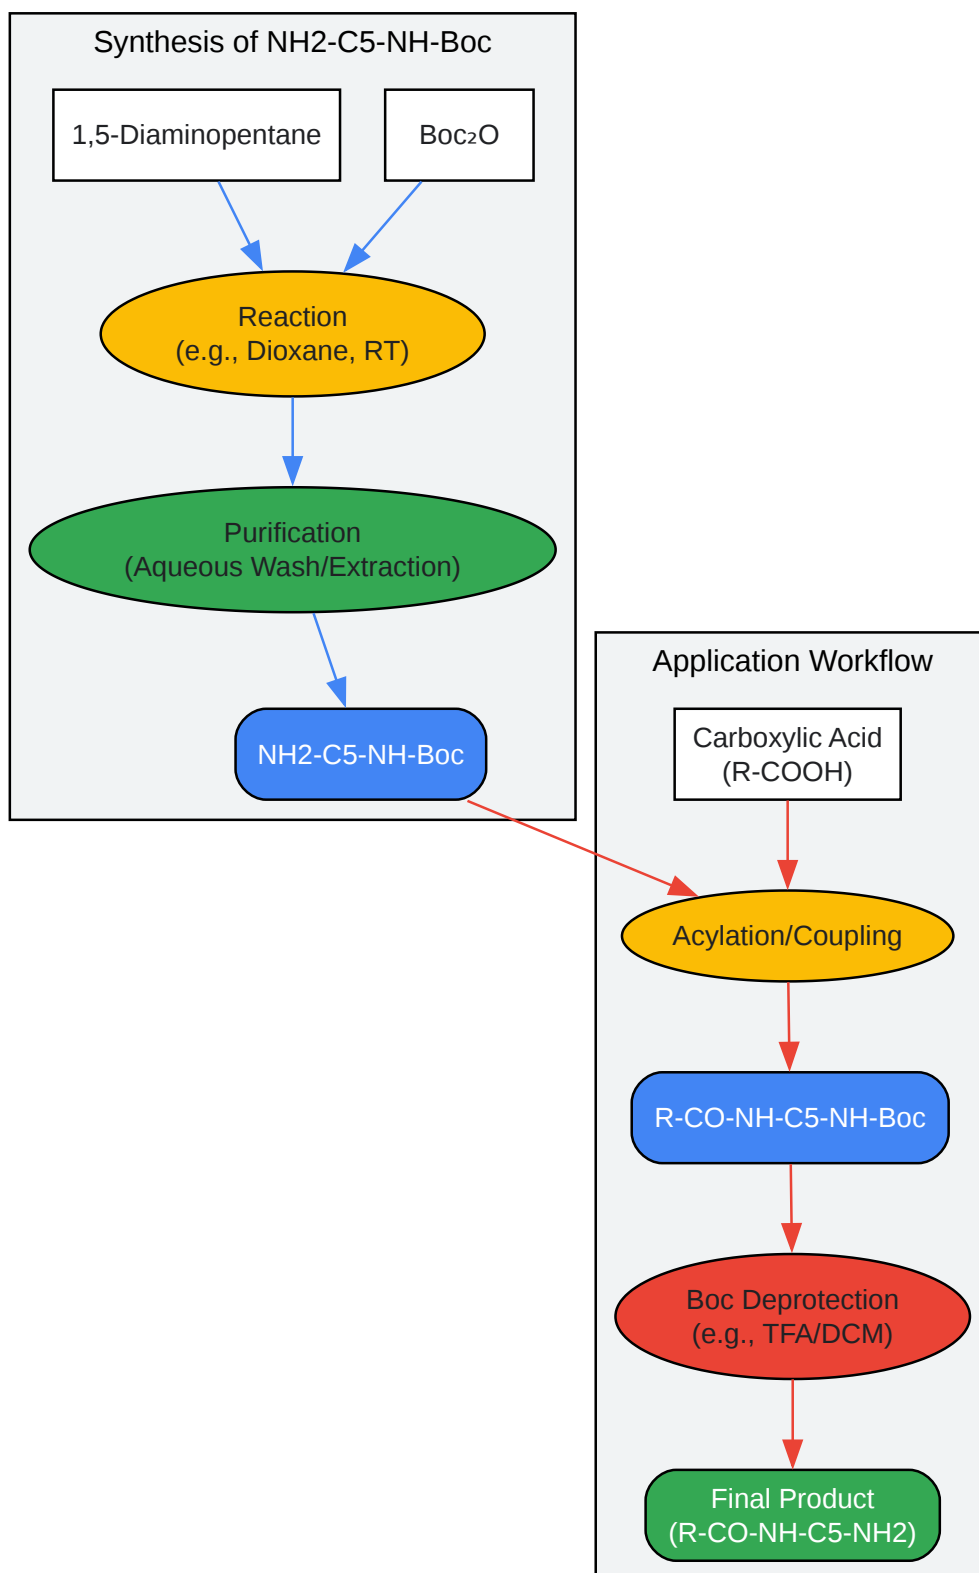 Synthesis of NH2-C5-NH-Boc
1,5-Diaminopentane
Boc₂O
Reaction
(e.g., Dioxane, RT)
Purification
(Aqueous Wash/Extraction)
NH2-C5-NH-Boc
Application Workflow
Carboxylic Acid
(R-COOH)
Acylation/Coupling
R-CO-NH-C5-NH-Boc
Boc Deprotection
(e.g., TFA/DCM)
Final Product
(R-CO-NH-C5-NH2)